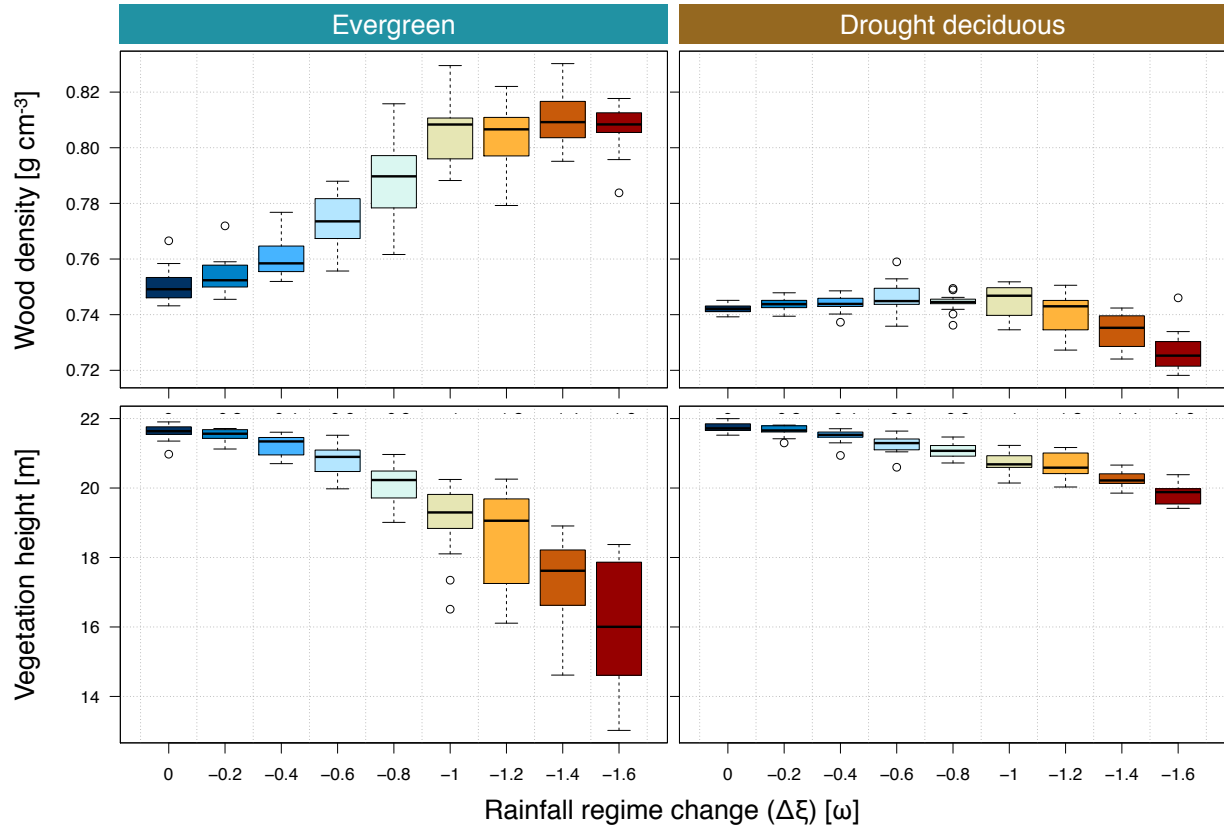 Evergreen Drought deciduous
Wood density [g cm-3]
0.82
0.80
0.78
0.76
0.74
0.72
Vegetation height [m]
22
20
18
16
14
0 −0.2 −0.4 −0.6 −0.8 −1 −1.2 −1.4 −1.6 0 −0.2 −0.4 −0.6 −0.8 −1 −1.2 −1.4 −1.6
Rainfall regime change (Δξ) [ω]